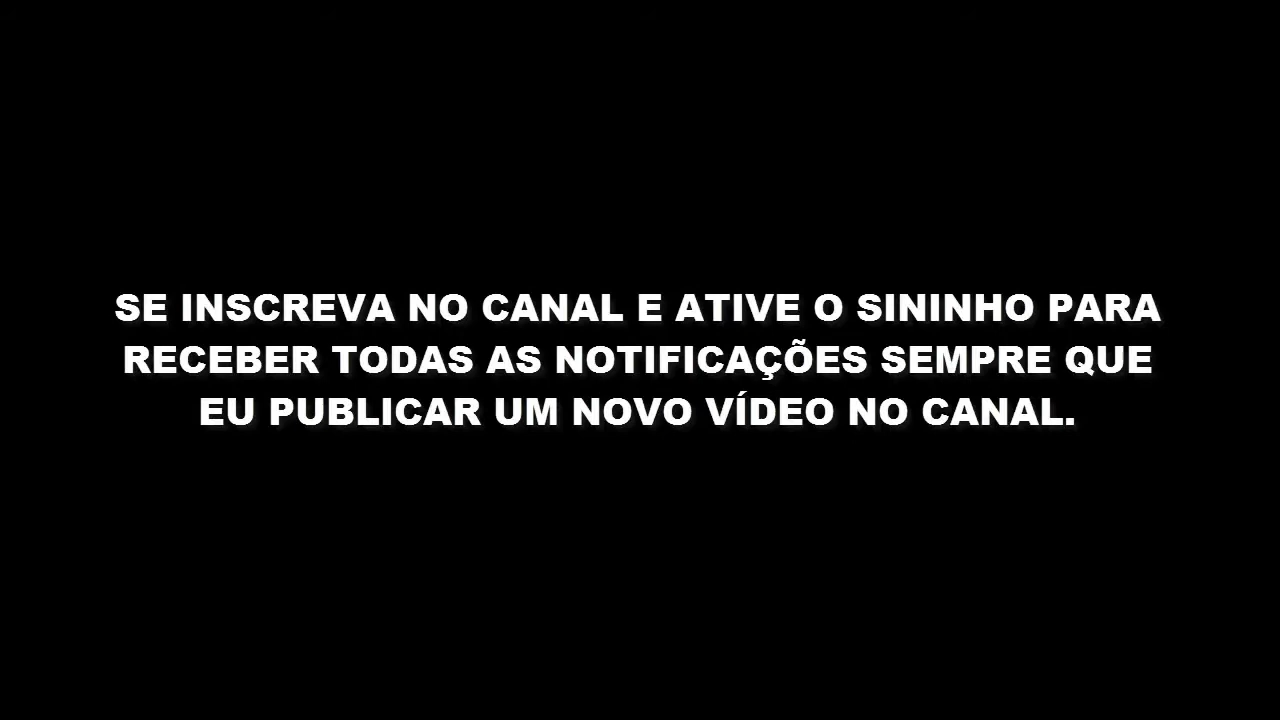 SE INSCREVA NO CANAL E ATIVE O SININHO PARA
RECEBER TODAS AS NOTIFICAÇÕES SEMPRE QUE
EU PUBLICAR UM NOVO VÍDEO NO CANAL.